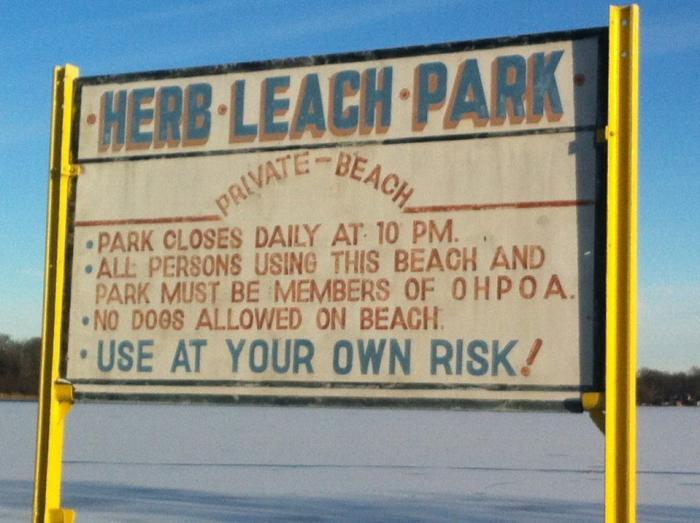 ·HERB·LEACH·PARK·
PRIVATE-BEACH
•PARK CLOSES DAILY AT 10 PM.
•ALL PERSONS USING THIS BEACH AND
PARK MUST BE MEMBERS OF OHPOA.
•NO DOGS ALLOWED ON BEACH.
•USE AT YOUR OWN RISK!